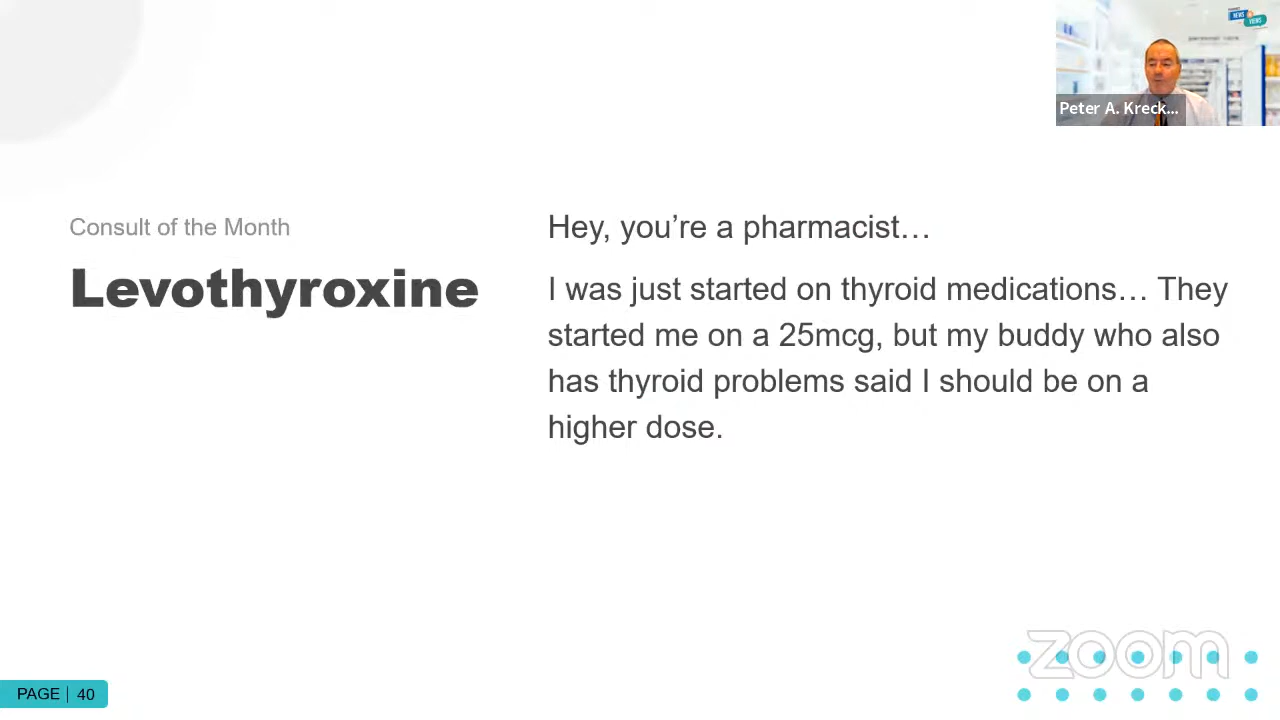 NEWS
VIEWS
Peter A. Kreck...
Consult of the Month
Levothyroxine
Hey, you’re a pharmacist…
I was just started on thyroid medications… They
started me on a 25mcg, but my buddy who also
has thyroid problems said I should be on a
higher dose.
zoom
PAGE | 40